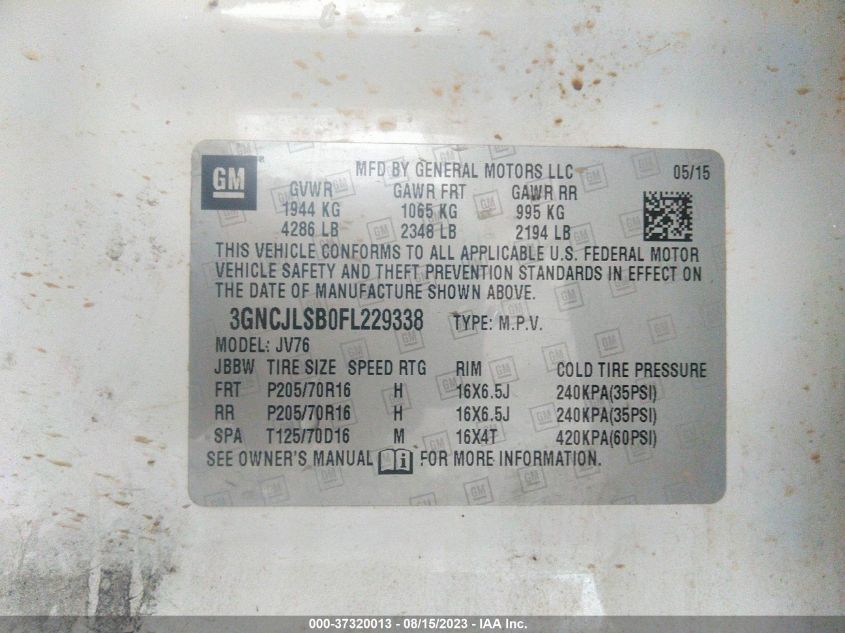 GM MFD BY GENERAL MOTORS LLC 05/15
GVWR GAWR FRT GAWR RR
1944 KG 1065 KG 995 KG
4286 LB 2348 LB 2194 LB
THIS VEHICLE CONFORMS TO ALL APPLICABLE U.S. FEDERAL MOTOR
VEHICLE SAFETY AND THEFT PREVENTION STANDARDS IN EFFECT ON
THE DATE OF MANUFACTURE SHOWN ABOVE.
3GNCJLSB0FL229338 TYPE: M.P.V.
MODEL: JV76
JBBW TIRE SIZE SPEED RTG RIM COLD TIRE PRESSURE
FRT P205/70R16 H 16X6.5J 240KPA(35PSI)
RR P205/70R16 H 16X6.5J 240KPA(35PSI)
SPA T125/70D16 M 16X4T 420KPA(60PSI)
SEE OWNER'S MANUAL FOR MORE INFORMATION.
000-37320013 - 08/15/2023 - IAA Inc.